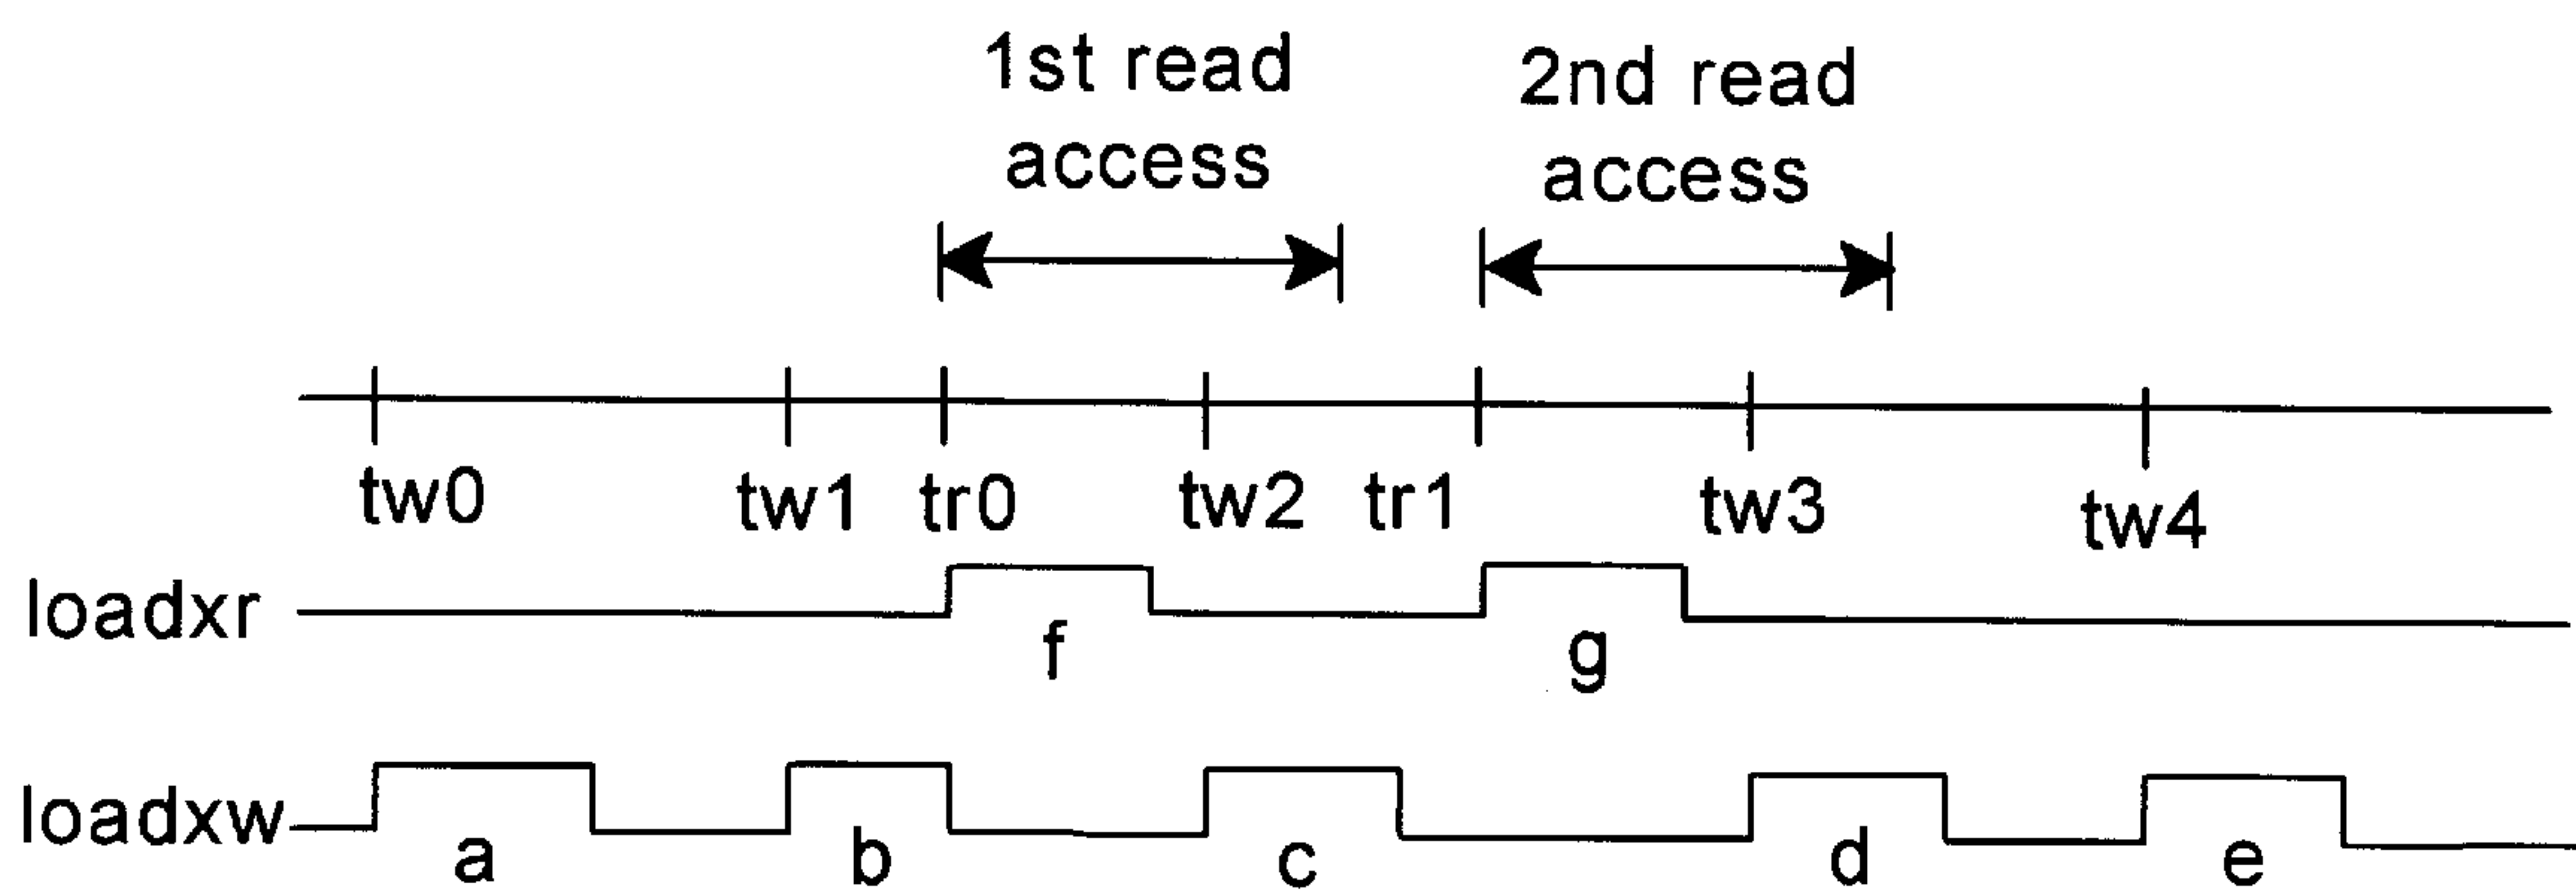 1st read
access
2nd read
access
tw0 tw1 tr0 tw2 tr1 tw3 tw4
loadxr
f g
loadxw
a b c d e